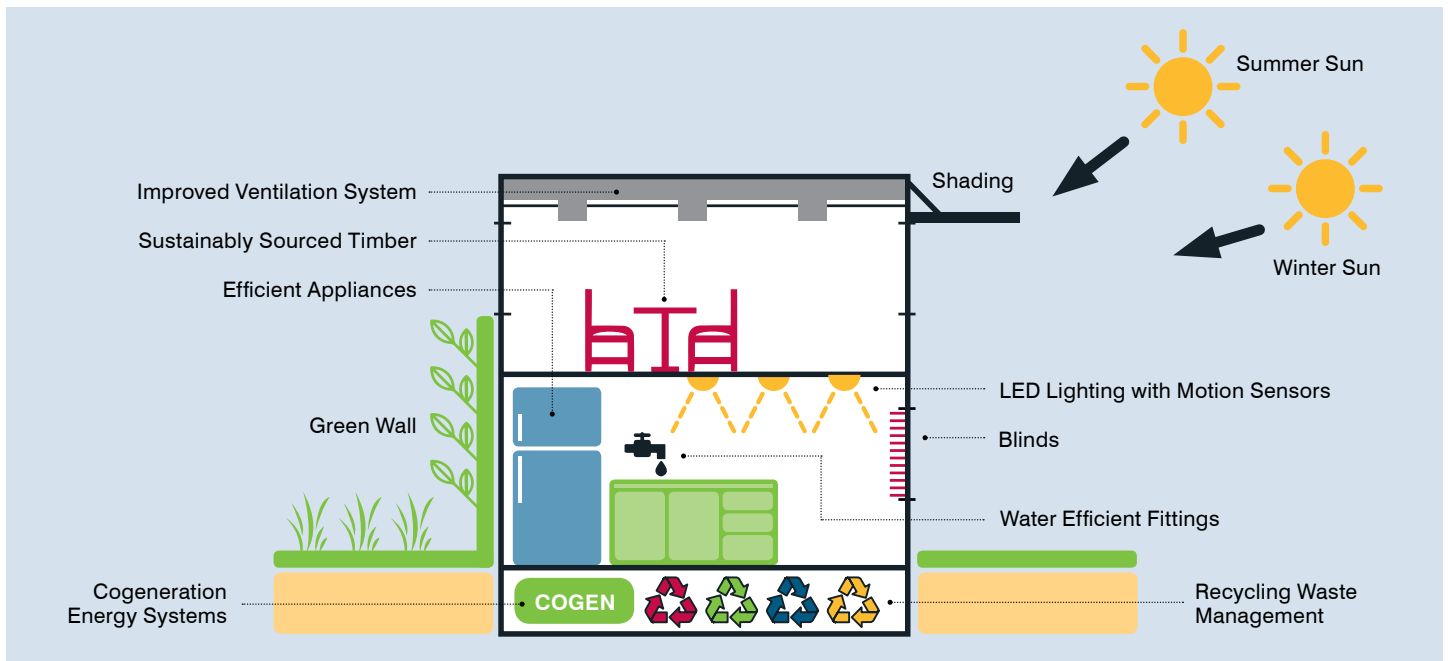 Summer Sun
Shading
Winter Sun
Improved Ventilation System
Sustainably Sourced Timber
Efficient Appliances
Green Wall
LED Lighting with Motion Sensors
Blinds
Water Efficient Fittings
Cogeneration
Energy Systems
COGEN
Recycling Waste
Management